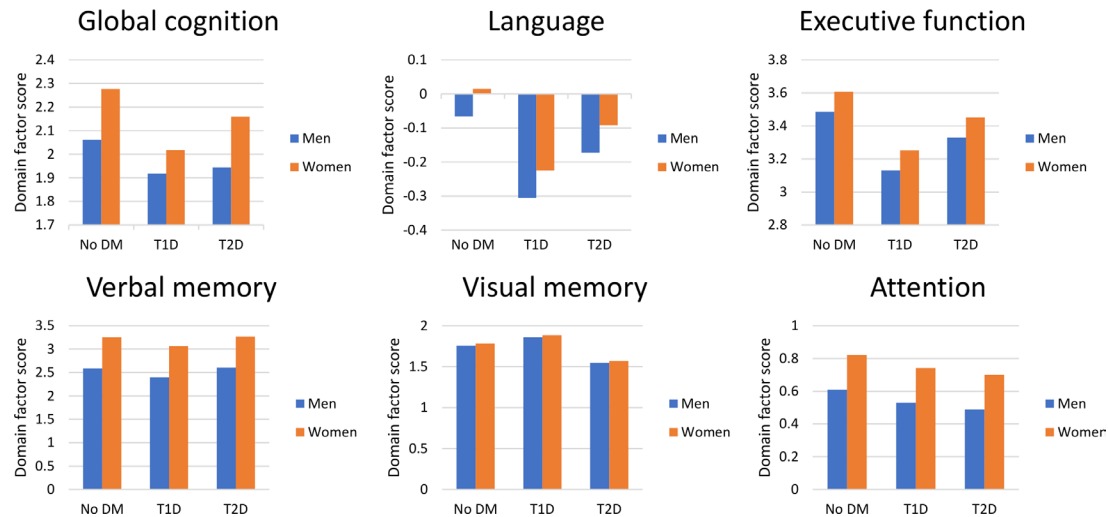 Global cognition
Domain factor score
2.4
2.3
2.2
2.1
2
1.9
1.8
1.7
No DM T1D T2D
Men
Women
Language
Domain factor score
0.1
0
-0.1
-0.2
-0.3
-0.4
No DM T1D T2D
Men
Women
Executive function
Domain factor score
3.8
3.6
3.4
3.2
3
2.8
No DM T1D T2D
Men
Women
Verbal memory
Domain factor score
3.5
3
2.5
2
1.5
1
0.5
0
No DM T1D T2D
Men
Women
Visual memory
Domain factor score
2
1.5
1
0.5
0
No DM T1D T2D
Men
Women
Attention
Domain factor score
1
0.8
0.6
0.4
0.2
0
No DM T1D T2D
Men
Women